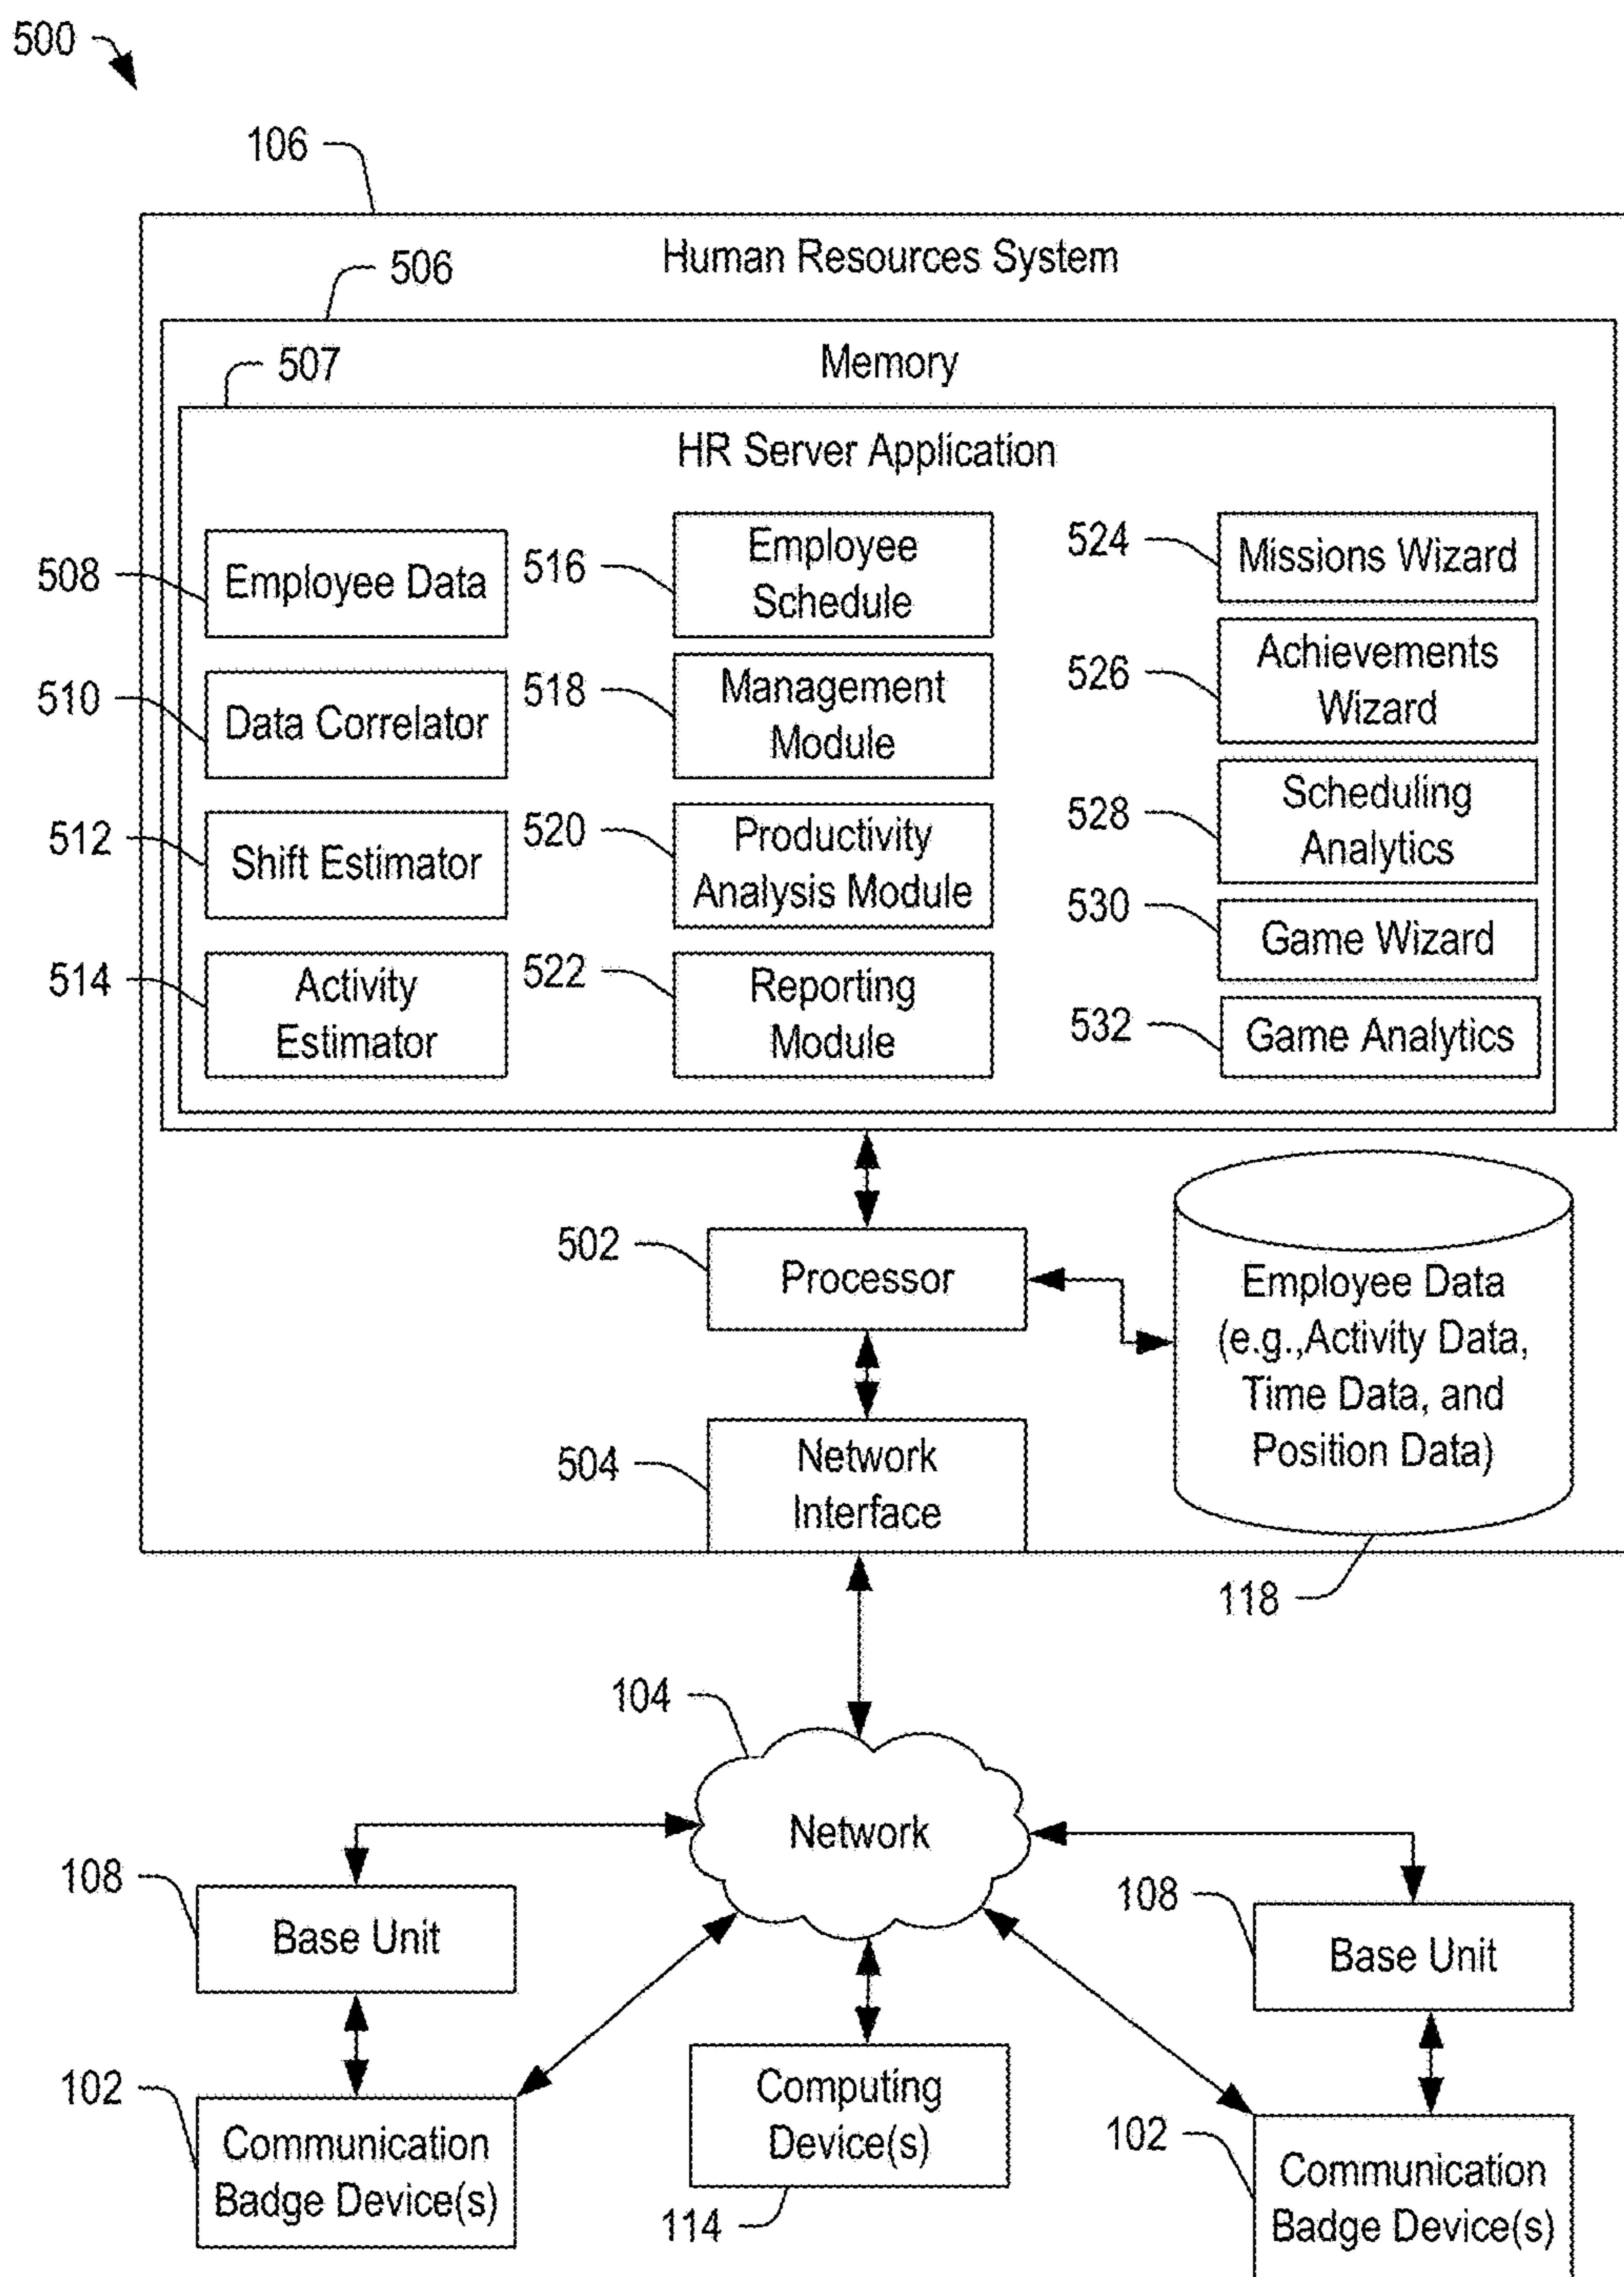 500
106
Human Resources System
506
Memory
507
HR Server Application
508
Employee Data
510
Data Correlator
512
Shift Estimator
514
Activity
Estimator
516
Employee
Schedule
518
Management
Module
520
Productivity
Analysis Module
522
Reporting
Module
524
Missions Wizard
526
Achievements
Wizard
528
Scheduling
Analytics
530
Game Wizard
532
Game Analytics
502
Processor
Employee Data
(e.g.,Activity Data,
Time Data, and
Position Data)
504
Network
Interface
118
104
Network
108
Base Unit
108
Base Unit
102
Communication
Badge Device(s)
Computing
Device(s)
114
102
Communication
Badge Device(s)